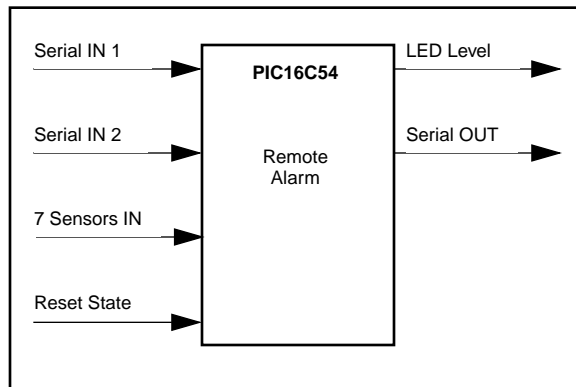 Serial IN 1
Serial IN 2
7 Sensors IN
Reset State
PIC16C54
Remote
Alarm
LED Level
Serial OUT